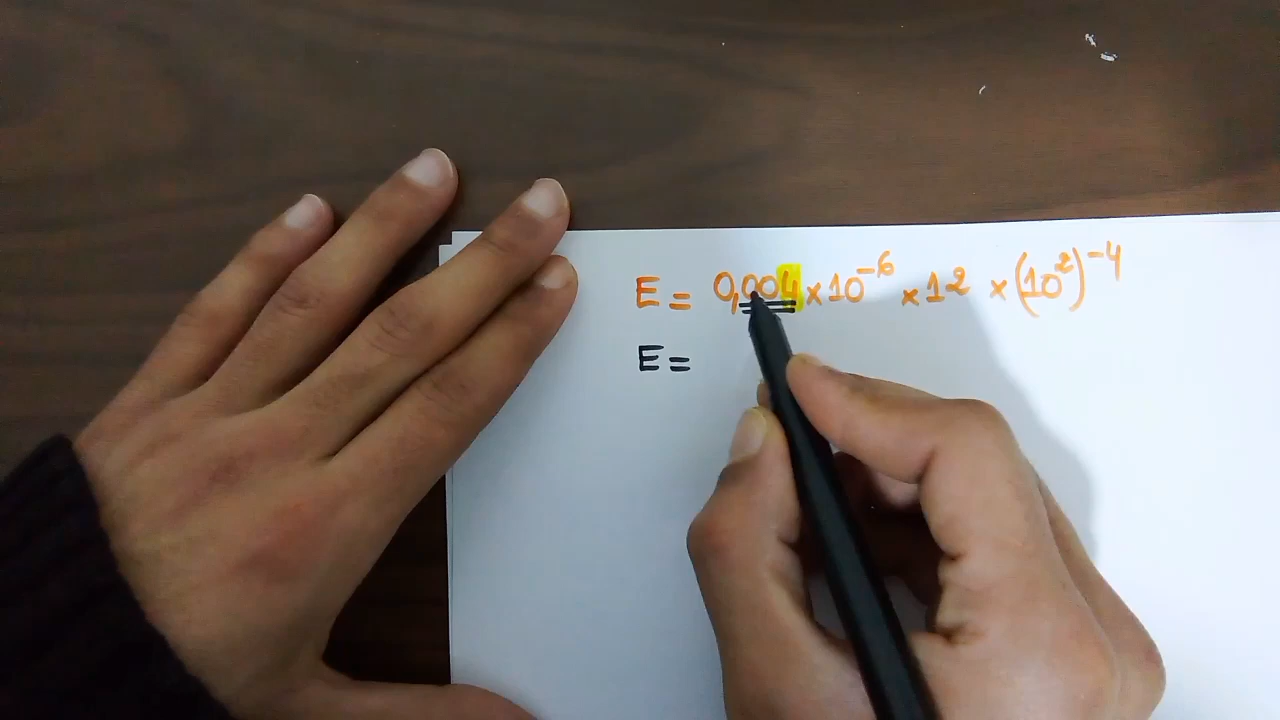 E = 0,004 × 10⁻⁶ × 12 × (10²)⁻⁴
E =